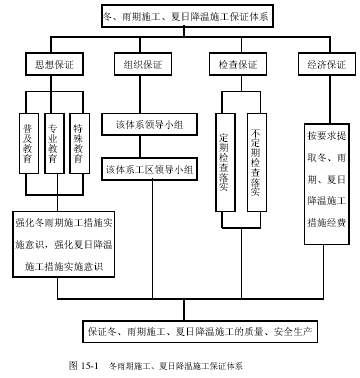 冬、雨期施工、夏日降温施工保证体系
思想保证
组织保证
检查保证
经济保证
普及教育
专业教育
特殊教育
该体系领导小组
该体系工区领导小组
定期检查落实
不定期检查落实
按要求提
取冬、雨
期、夏日
降温施工
措施经费
强化冬雨期施工措施实
施意识，强化夏日降温
施工措施实施意识
保证冬、雨期施工、夏日降温施工的质量、安全生产
图 15-1 冬雨期施工、夏日降温施工保证体系